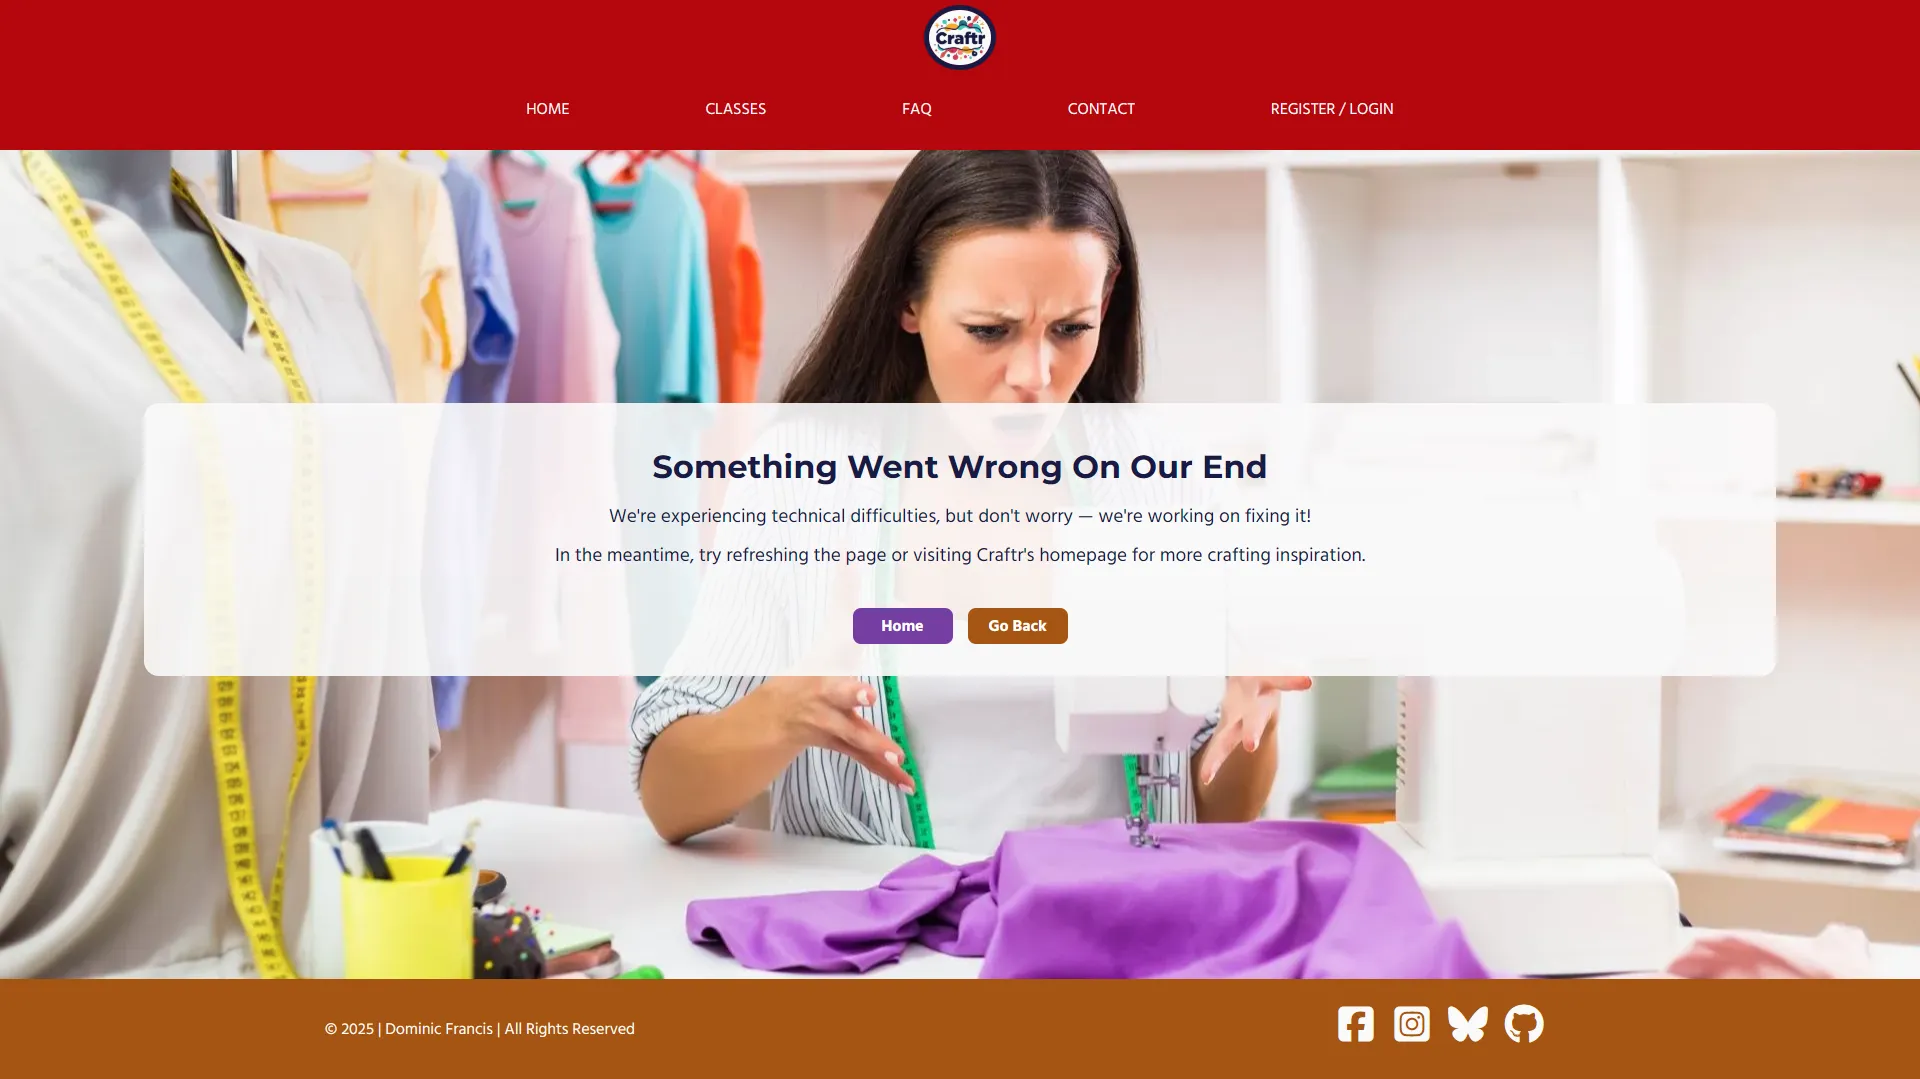 Craftr
HOME
CLASSES
FAQ
CONTACT
REGISTER / LOGIN
Something Went Wrong On Our End
We're experiencing technical difficulties, but don't worry — we're working on fixing it!
In the meantime, try refreshing the page or visiting Craftr's homepage for more crafting inspiration.
Home
Go Back
© 2025 | Dominic Francis | All Rights Reserved